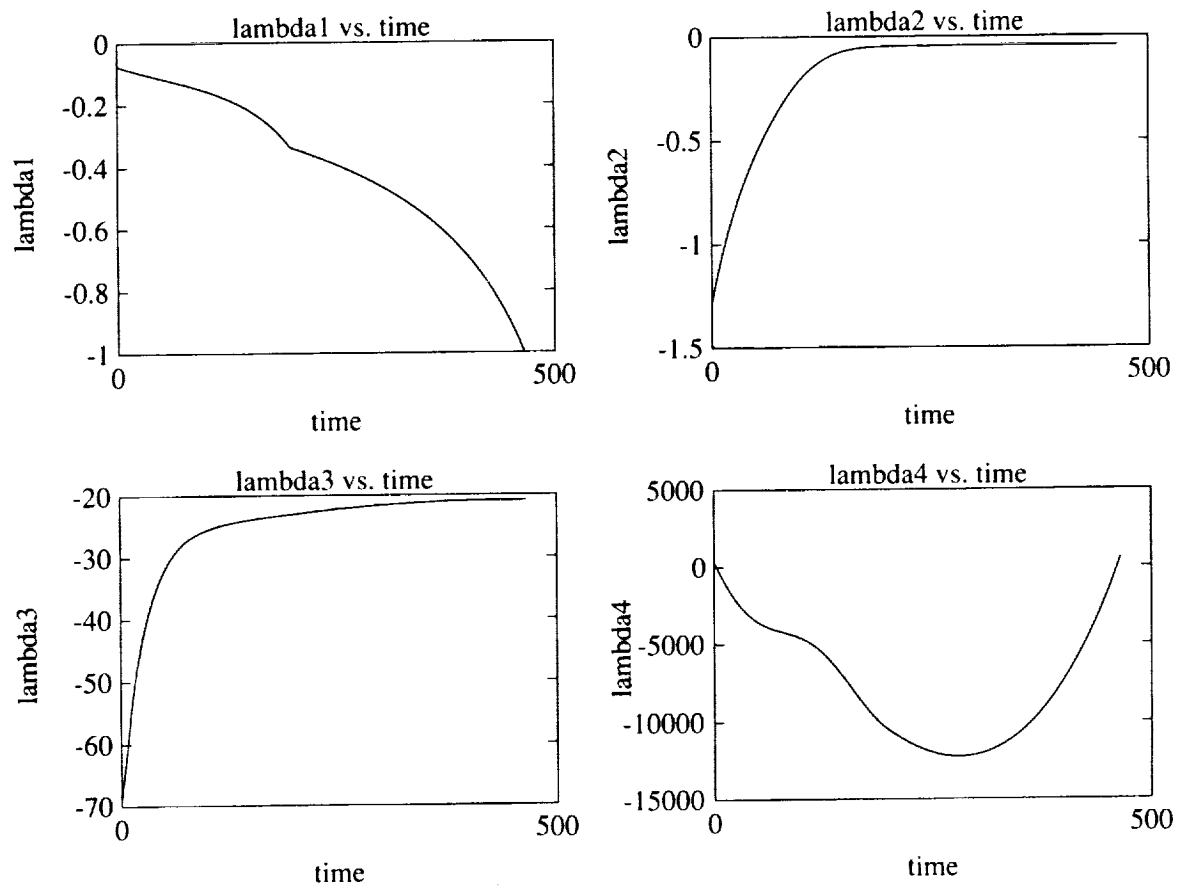 lambda1 vs. time
0
-0.2
-0.4
-0.6
-0.8
-1
lambda1
0
500
time
lambda2 vs. time
0
-0.5
-1
-1.5
lambda2
0
500
time
lambda3 vs. time
-20
-30
-40
-50
-60
-70
lambda3
0
500
time
lambda4 vs. time
5000
0
-5000
-10000
-15000
lambda4
0
500
time